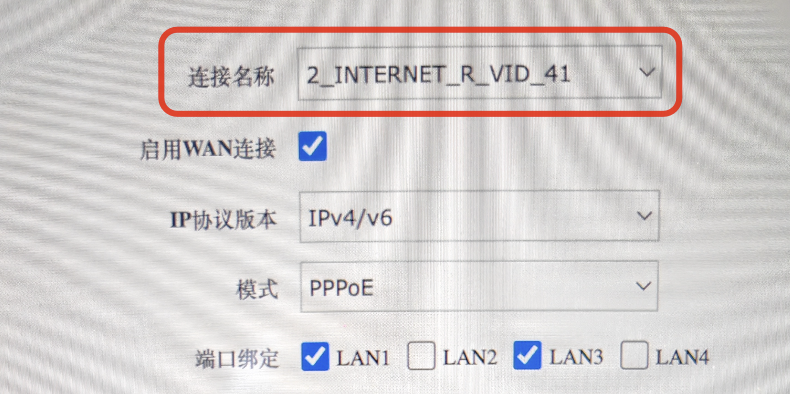 连接名称 2_INTERNET_R_VID_41
启用WAN连接
IP协议版本 IPv4/v6
模式 PPPoE
端口绑定 LAN1 LAN2 LAN3 LAN4